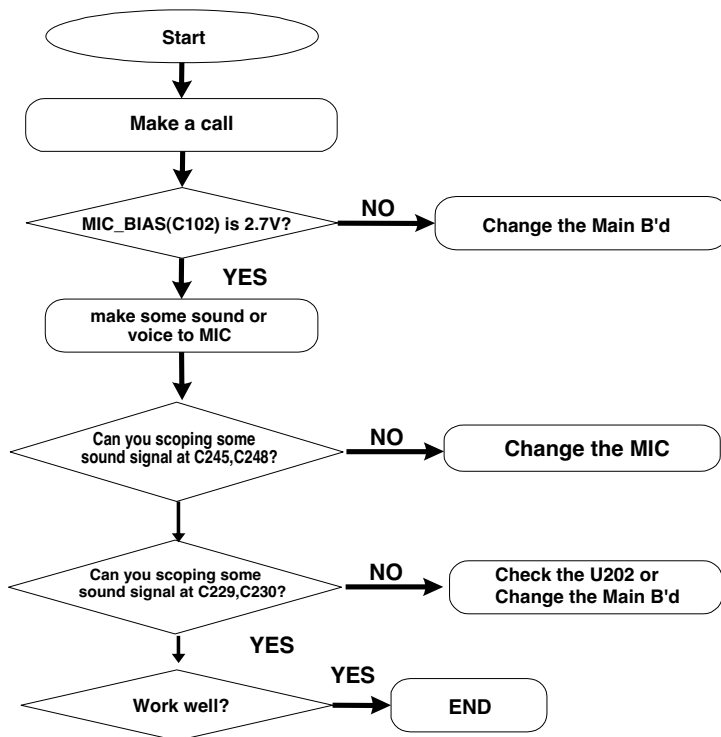 Start
Make a call
MIC_BIAS(C102) is 2.7V?
NO
Change the Main B'd
YES
make some sound or
voice to MIC
Can you scoping some
sound signal at C245,C248?
NO
Change the MIC
Can you scoping some
sound signal at C229,C230?
NO
Check the U202 or
Change the Main B'd
YES
Work well?
YES
END